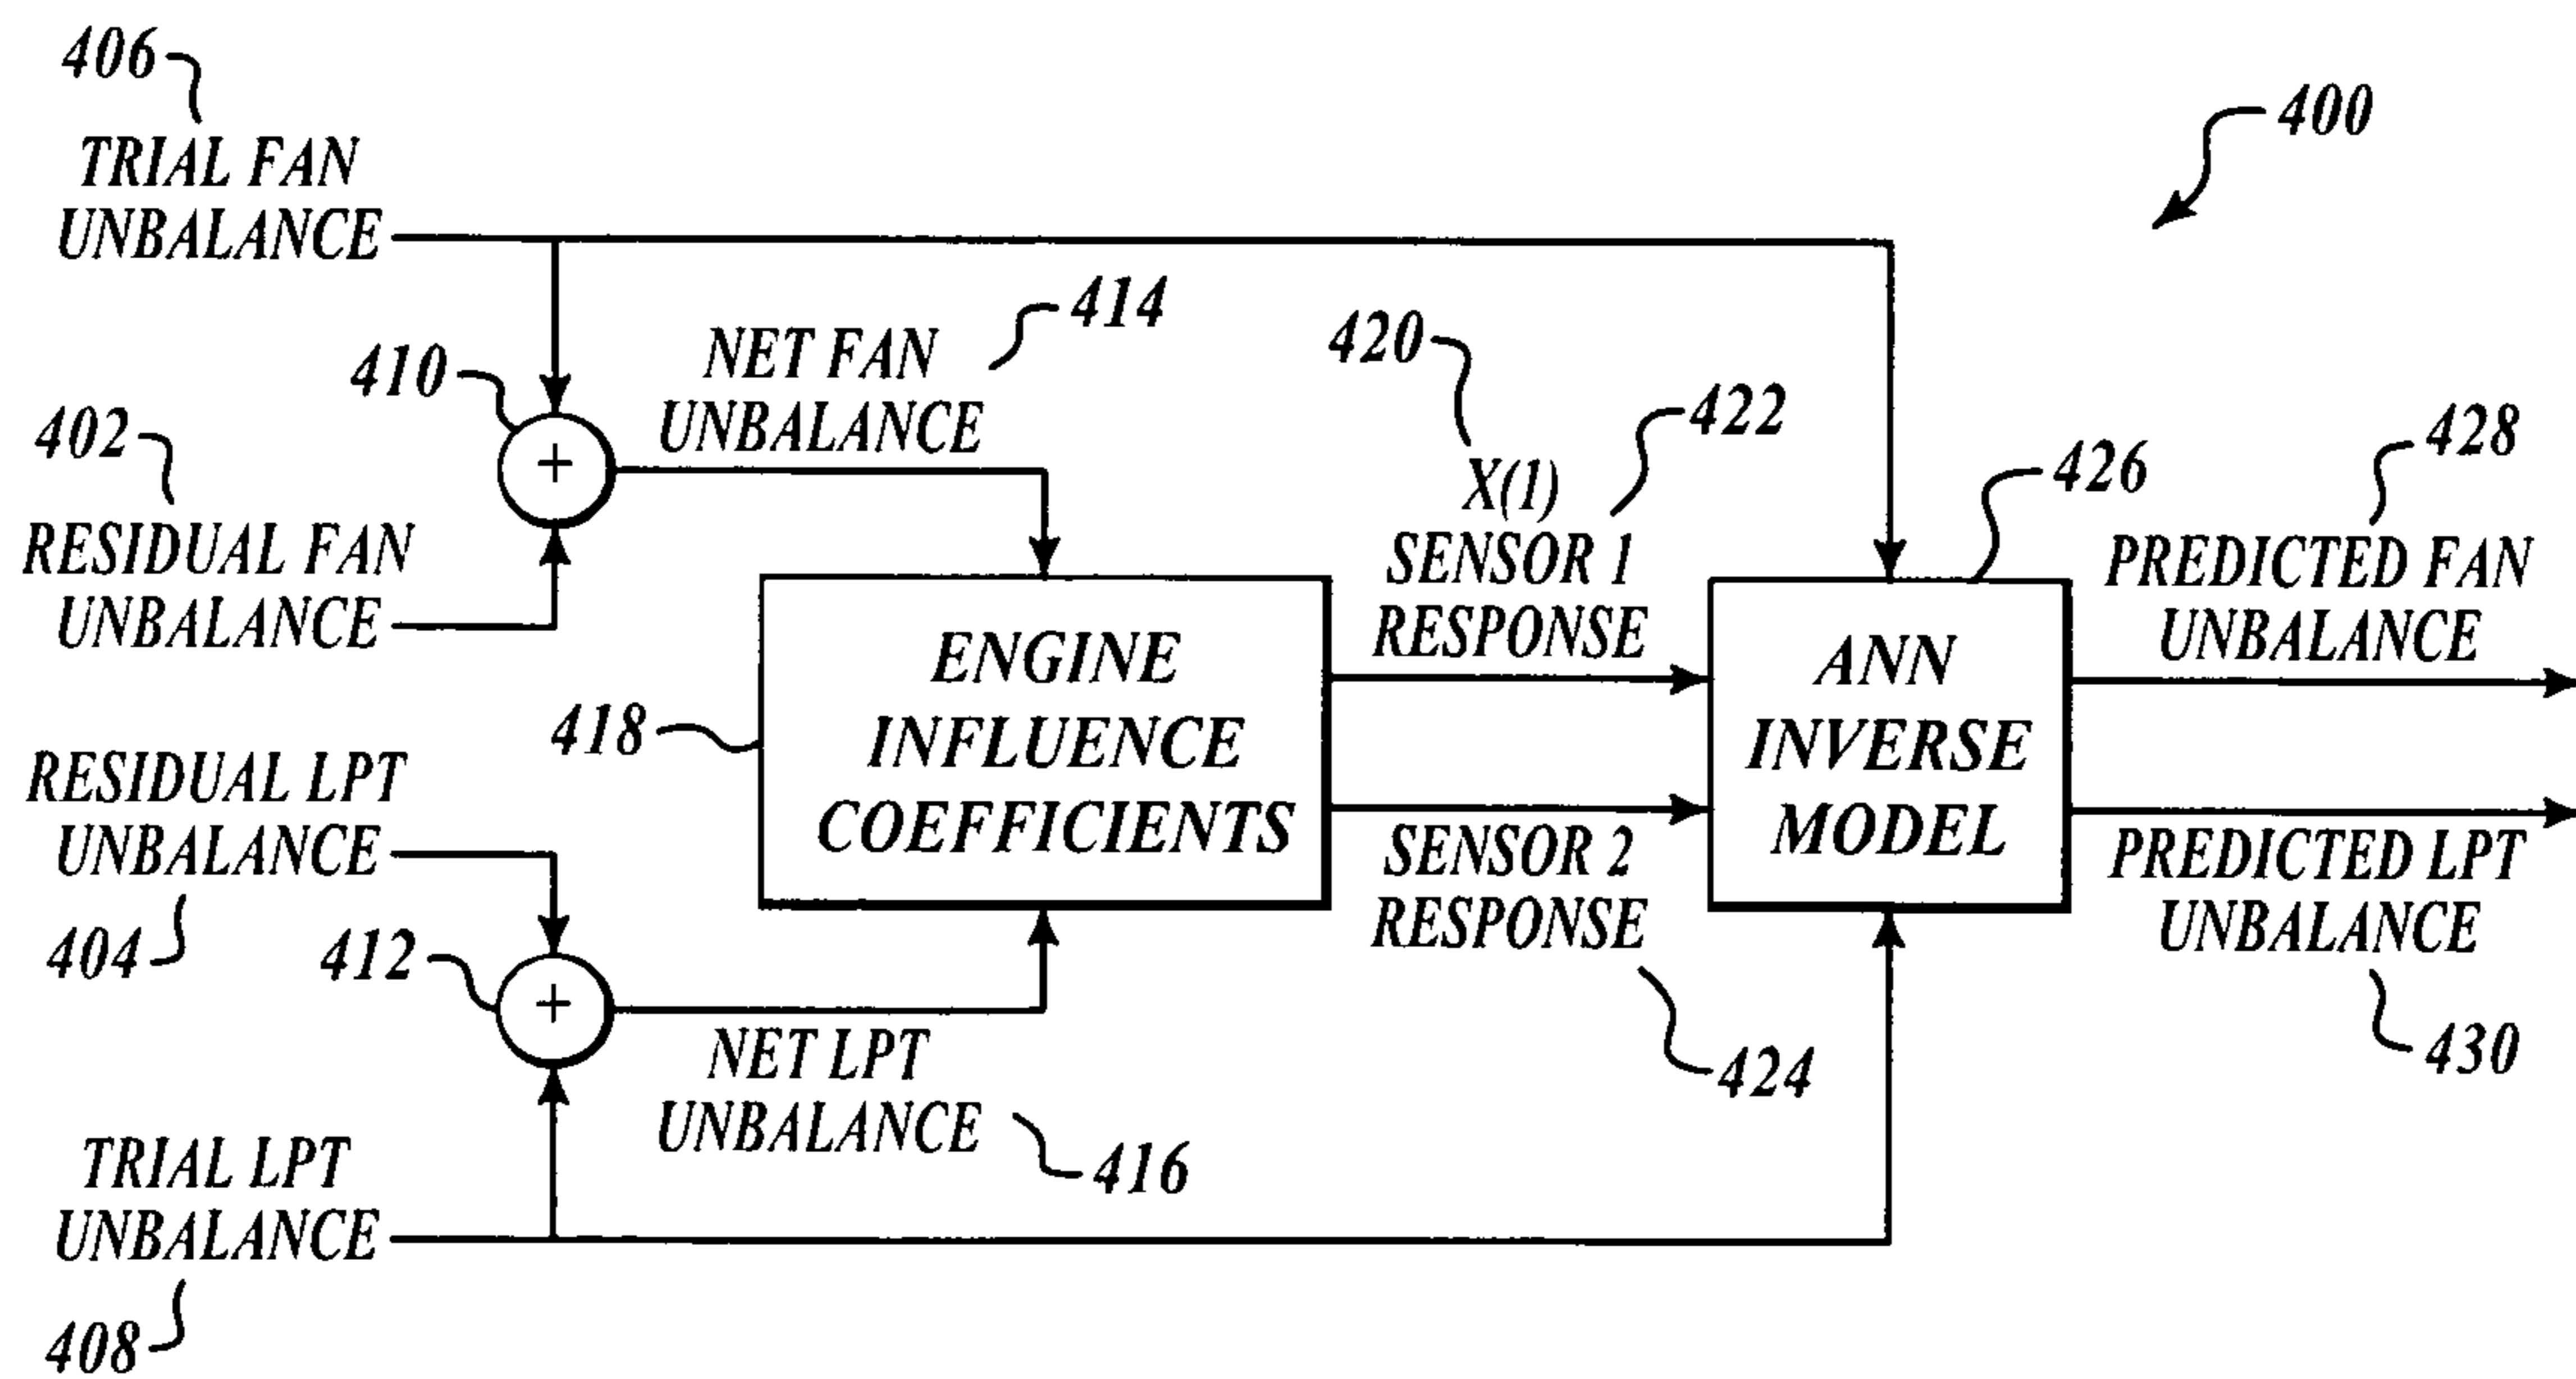 406
TRIAL FAN
UNBALANCE
400
414
NET FAN
UNBALANCE
410
402
RESIDUAL FAN
UNBALANCE
420
X(1)
422
SENSOR 1
RESPONSE
426
428
PREDICTED FAN
UNBALANCE
ENGINE
INFLUENCE
COEFFICIENTS
418
ANN
INVERSE
MODEL
RESIDUAL LPT
UNBALANCE
404
412
SENSOR 2
RESPONSE
424
PREDICTED LPT
UNBALANCE
430
NET LPT
UNBALANCE
416
TRIAL LPT
UNBALANCE
408
+
+